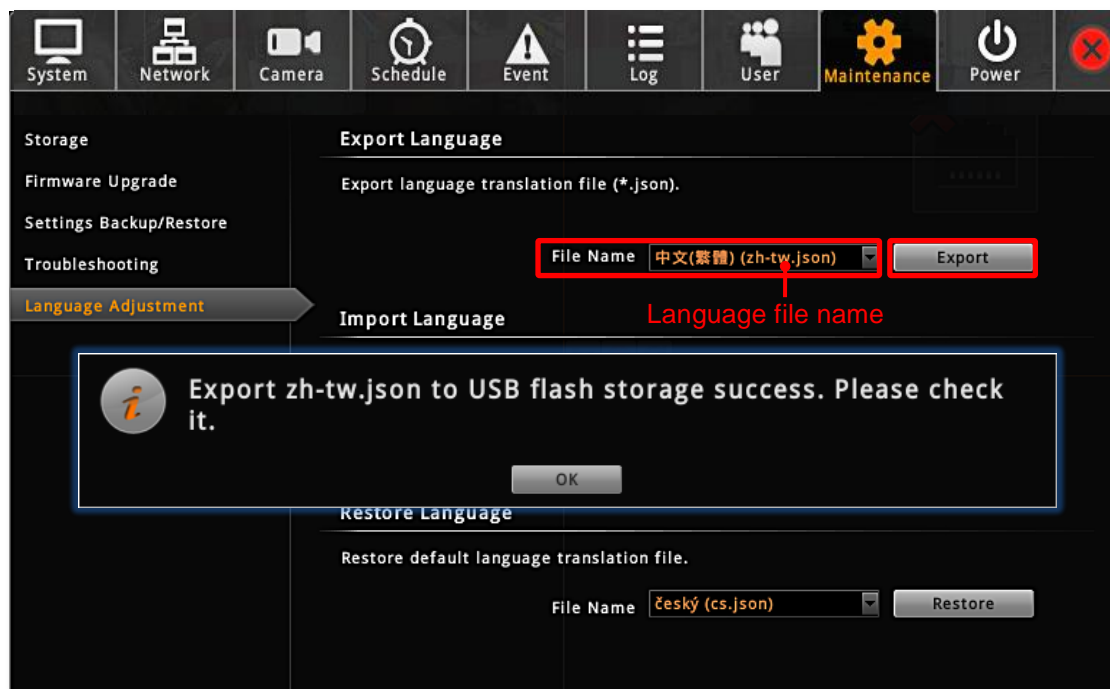 System
Network
Camera
Schedule
Event
Log
User
Maintenance
Power
Storage
Firmware Upgrade
Settings Backup/Restore
Troubleshooting
Language Adjustment
Export Language
Export language translation file (*.json).
File Name 中文(繁體) (zh-tw.json) Export
Language file name
Import Language
Export zh-tw.json to USB flash storage success. Please check
it.
OK
Restore Language
Restore default language translation file.
File Name český (cs.json) Restore